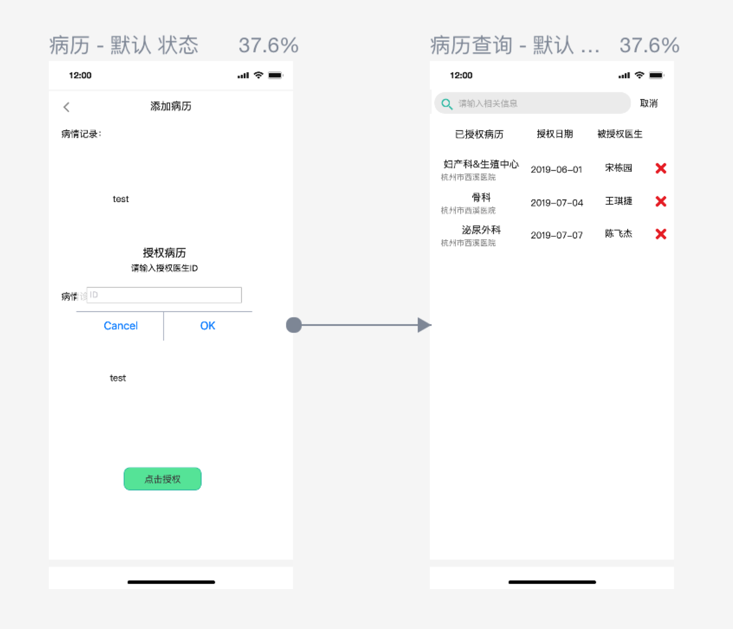 病历 - 默认 状态 37.6%
12:00
添加病历
病情记录:
test
授权病历
请输入授权医生ID
病情
ID
Cancel OK
test
点击授权
病历查询 - 默认 ... 37.6%
12:00
请输入相关信息 取消
已授权病历 授权日期 被授权医生
妇产科&生殖中心 2019-06-01 宋栋园
杭州市西溪医院
骨科 2019-07-04 王琪捷
杭州市西溪医院
泌尿外科 2019-07-07 陈飞杰
杭州市西溪医院